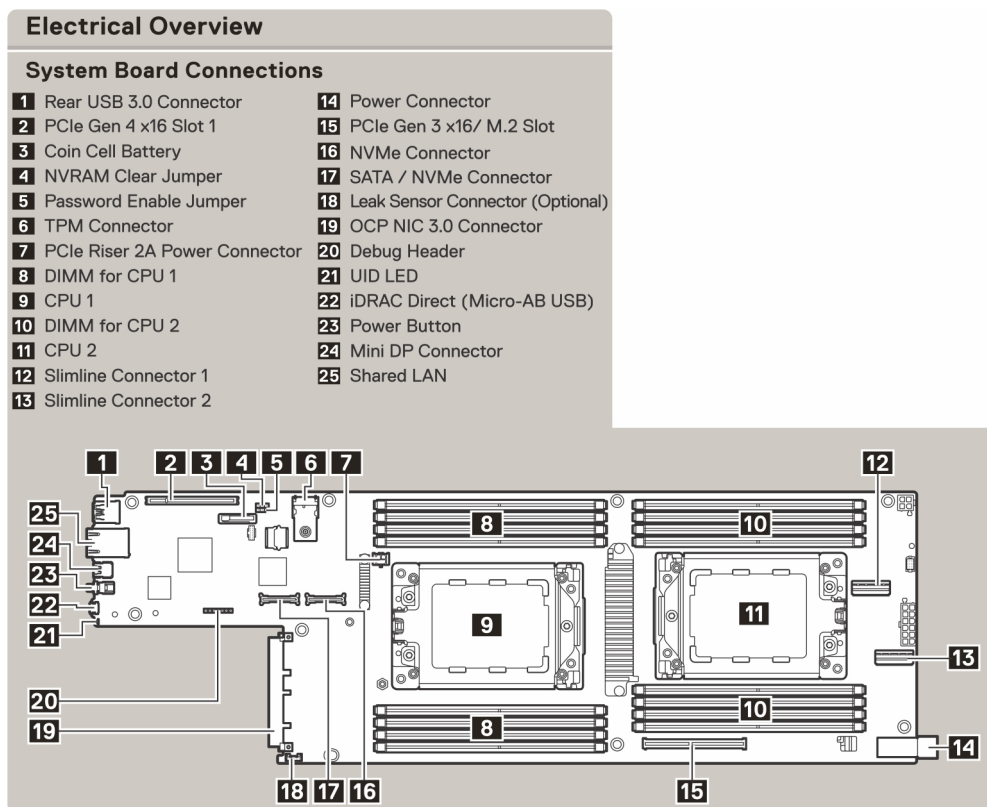 Electrical Overview
System Board Connections
1 Rear USB 3.0 Connector
2 PCIe Gen 4 x16 Slot 1
3 Coin Cell Battery
4 NVRAM Clear Jumper
5 Password Enable Jumper
6 TPM Connector
7 PCIe Riser 2A Power Connector
8 DIMM for CPU 1
9 CPU 1
10 DIMM for CPU 2
11 CPU 2
12 Slimline Connector 1
13 Slimline Connector 2
14 Power Connector
15 PCIe Gen 3 x16/ M.2 Slot
16 NVMe Connector
17 SATA / NVMe Connector
18 Leak Sensor Connector (Optional)
19 OCP NIC 3.0 Connector
20 Debug Header
21 UID LED
22 iDRAC Direct (Micro-AB USB)
23 Power Button
24 Mini DP Connector
25 Shared LAN
1 2 3 4 5 6 7 12
25 8 10
24
23
22 9 11
21
13
20 8 10
19
14
18 17 16 15